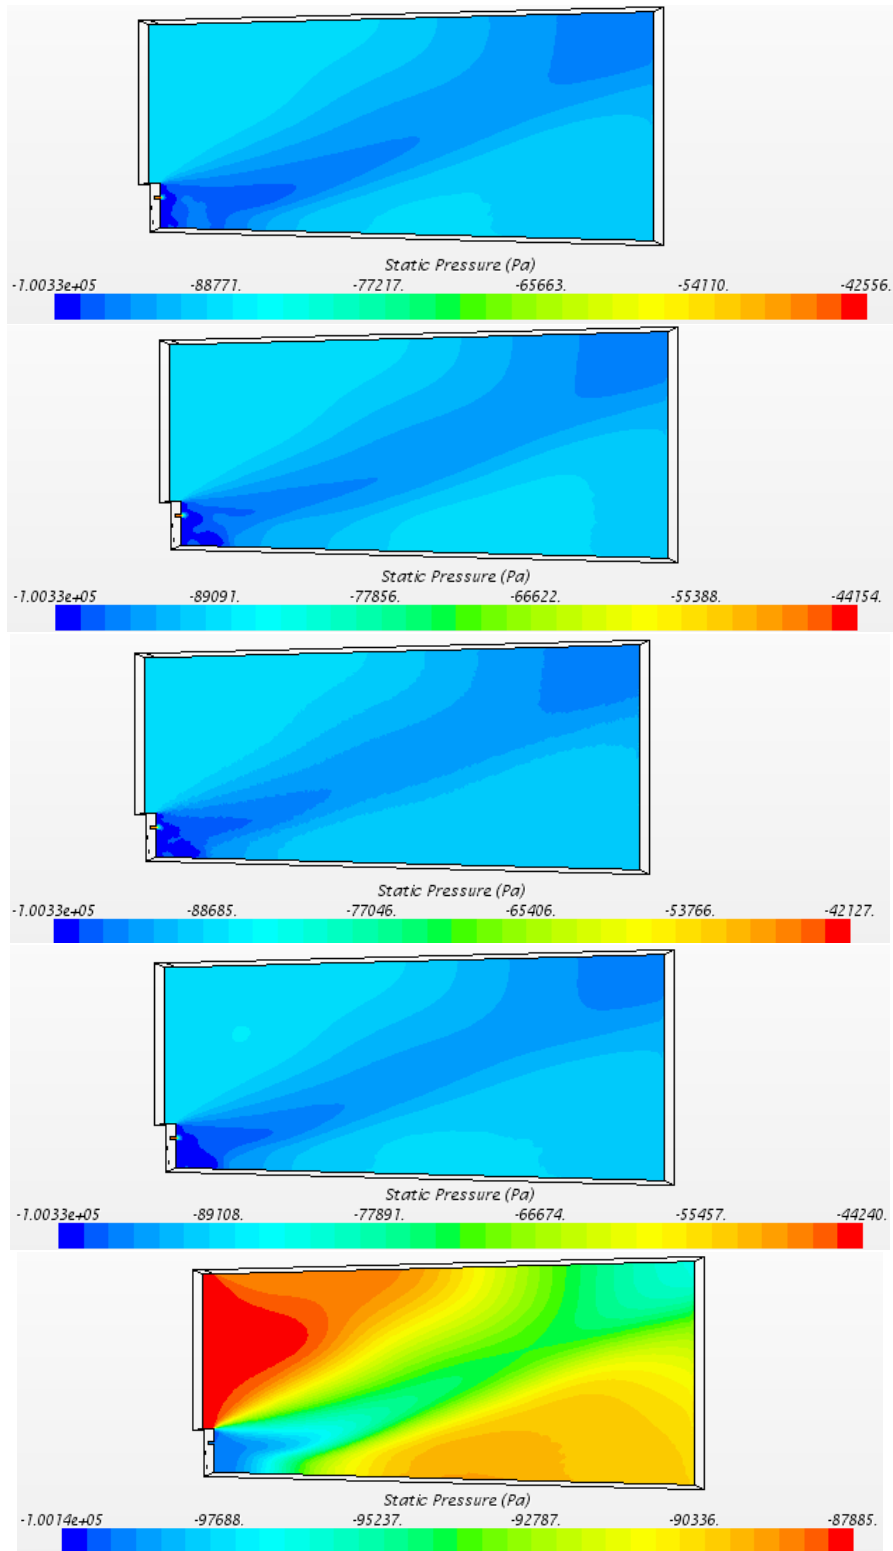 Static Pressure (Pa)
-1.0033e+05 -88771. -77217. -65663. -54110. -42556.
Static Pressure (Pa)
-1.0033e+05 -89091. -77856. -66622. -55388. -44154.
Static Pressure (Pa)
-1.0033e+05 -88685. -77046. -65406. -53766. -42127.
Static Pressure (Pa)
-1.0033e+05 -89108. -77891. -66674. -55457. -44240.
Static Pressure (Pa)
-1.0014e+05 -97688. -95237. -92787. -90336. -87885.